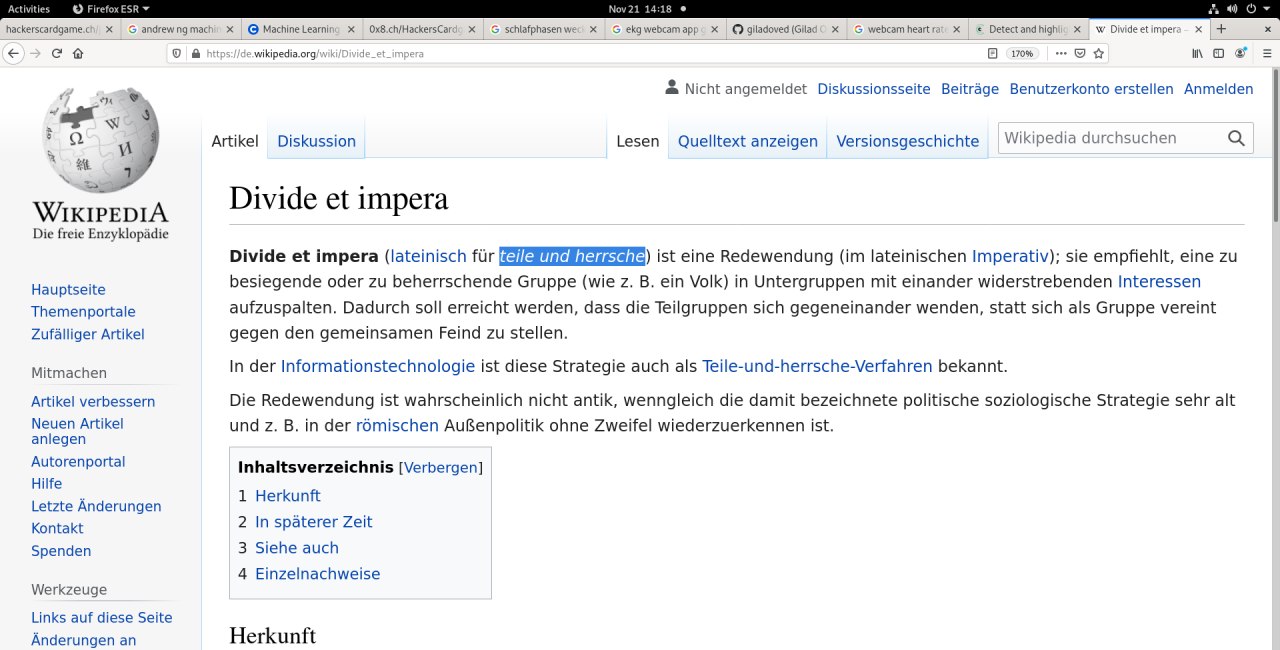 Activities Firefox ESR Nov 21 14:18
hackerscardgame.ch/ andrew ng machin Machine Learning 0x8.ch/HackersCardg schlafphasen weck ekg webcam app g giladoved (Gilad O webcam heart rate Detect and highlig Divide et impera –
https://de.wikipedia.org/wiki/Divide_et_impera 170%
Nicht angemeldet Diskussionsseite Beiträge Benutzerkonto erstellen Anmelden
Artikel Diskussion Lesen Quelltext anzeigen Versionsgeschichte Wikipedia durchsuchen
WIKIPEDIA
Die freie Enzyklopädie
Hauptseite
Themenportale
Zufälliger Artikel
Mitmachen
Artikel verbessern
Neuen Artikel
anlegen
Autorenportal
Hilfe
Letzte Änderungen
Kontakt
Spenden
Werkzeuge
Links auf diese Seite
Änderungen an
Divide et impera
Divide et impera (lateinisch für teile und herrsche) ist eine Redewendung (im lateinischen Imperativ); sie empfiehlt, eine zu
besiegende oder zu beherrschende Gruppe (wie z. B. ein Volk) in Untergruppen mit einander widerstrebenden Interessen
aufzuspalten. Dadurch soll erreicht werden, dass die Teilgruppen sich gegeneinander wenden, statt sich als Gruppe vereint
gegen den gemeinsamen Feind zu stellen.
In der Informationstechnologie ist diese Strategie auch als Teile-und-herrsche-Verfahren bekannt.
Die Redewendung ist wahrscheinlich nicht antik, wenngleich die damit bezeichnete politische soziologische Strategie sehr alt
und z. B. in der römischen Außenpolitik ohne Zweifel wiederzuerkennen ist.
Inhaltsverzeichnis [Verbergen]
1 Herkunft
2 In späterer Zeit
3 Siehe auch
4 Einzelnachweise
Herkunft